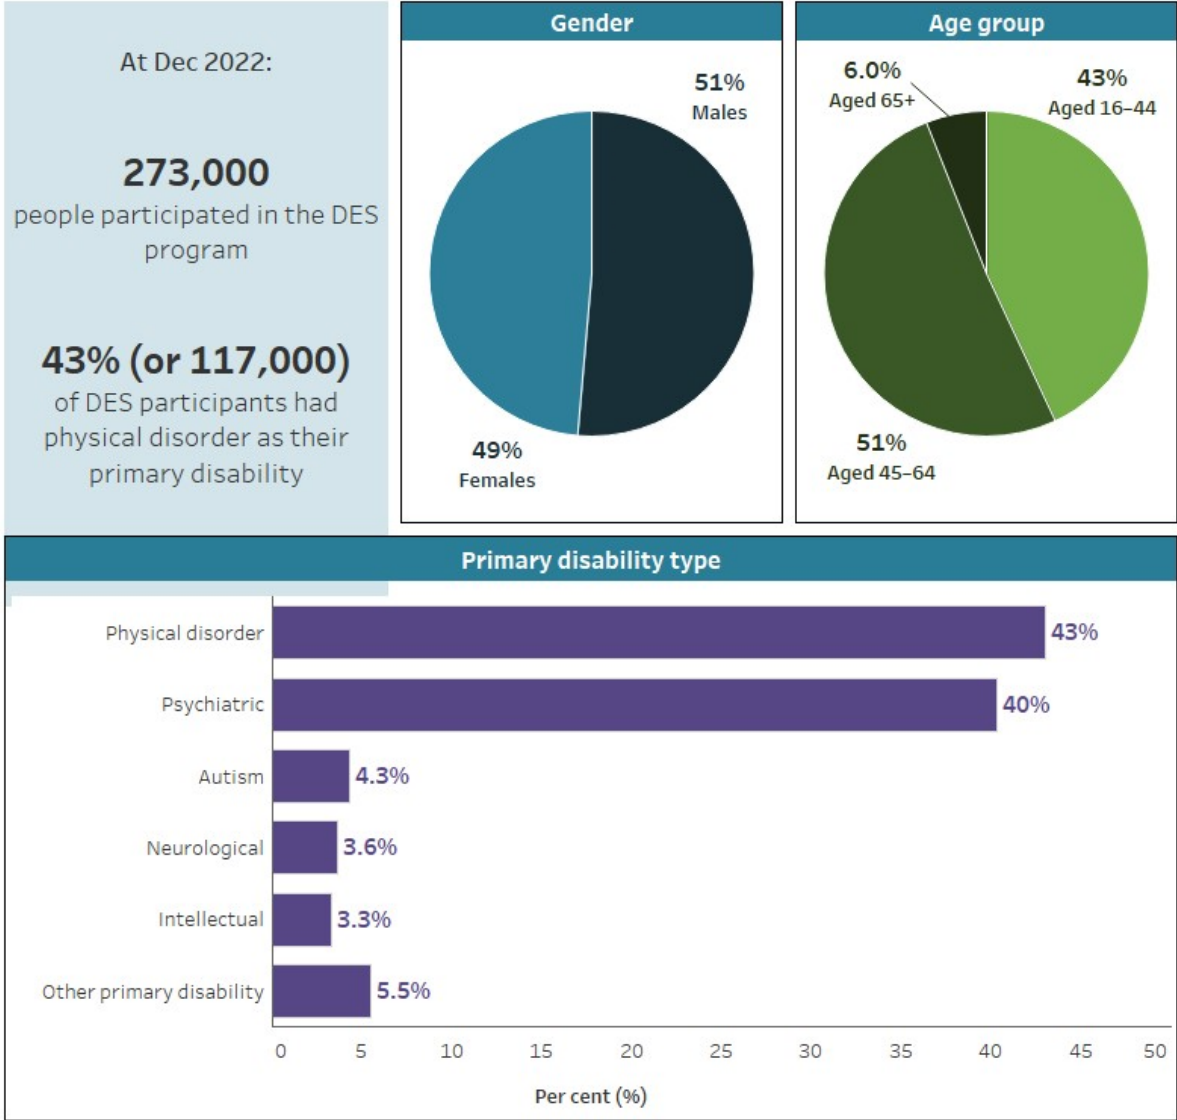 At Dec 2022:
273,000
people participated in the DES
program
43% (or 117,000)
of DES participants had
physical disorder as their
primary disability
Gender
51%
Males
49%
Females
Age group
6.0%
Aged 65+
43%
Aged 16–44
51%
Aged 45–64
Primary disability type
Physical disorder 43%
Psychiatric 40%
Autism 4.3%
Neurological 3.6%
Intellectual 3.3%
Other primary disability 5.5%
0 5 10 15 20 25 30 35 40 45 50
Per cent (%)